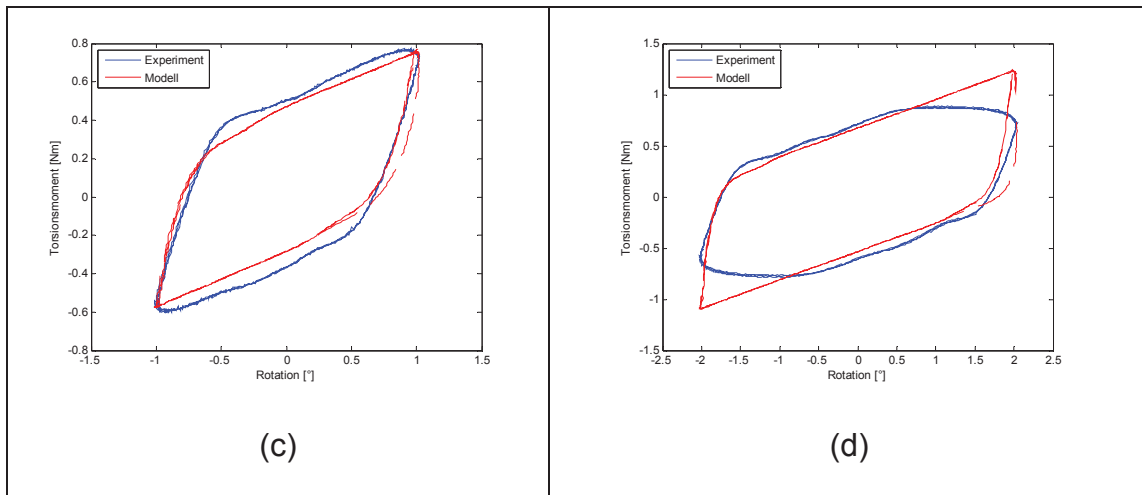 0.8
0.6
0.4
0.2
0
-0.2
-0.4
-0.6
-0.8
Torsionsmoment [Nm]
Experiment
Modell
-1.5 -1 -0.5 0 0.5 1 1.5
Rotation [°]
(c)
1.5
1
0.5
0
-0.5
-1
-1.5
Torsionsmoment [Nm]
Experiment
Modell
-2.5 -2 -1.5 -1 -0.5 0 0.5 1 1.5 2 2.5
Rotation [°]
(d)